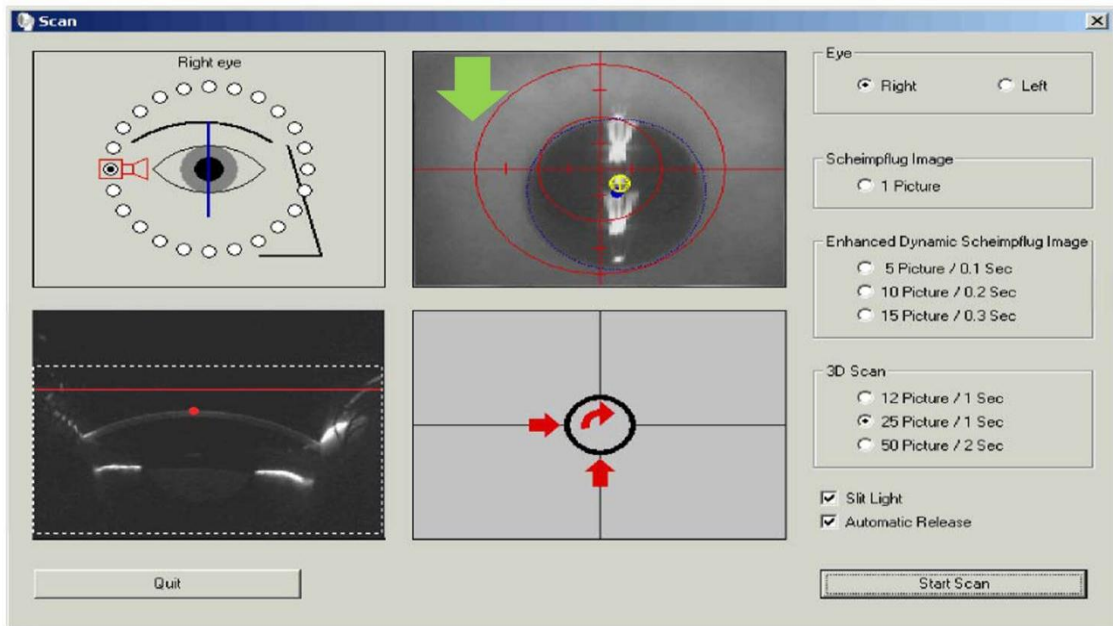 Scan
Right eye
Eye
Right
Left
Scheimpflug Image
1 Picture
Enhanced Dynamic Scheimpflug Image
5 Picture / 0.1 Sec
10 Picture / 0.2 Sec
15 Picture / 0.3 Sec
3D Scan
12 Picture / 1 Sec
25 Picture / 1 Sec
50 Picture / 2 Sec
Slit Light
Automatic Release
Quit
Start Scan